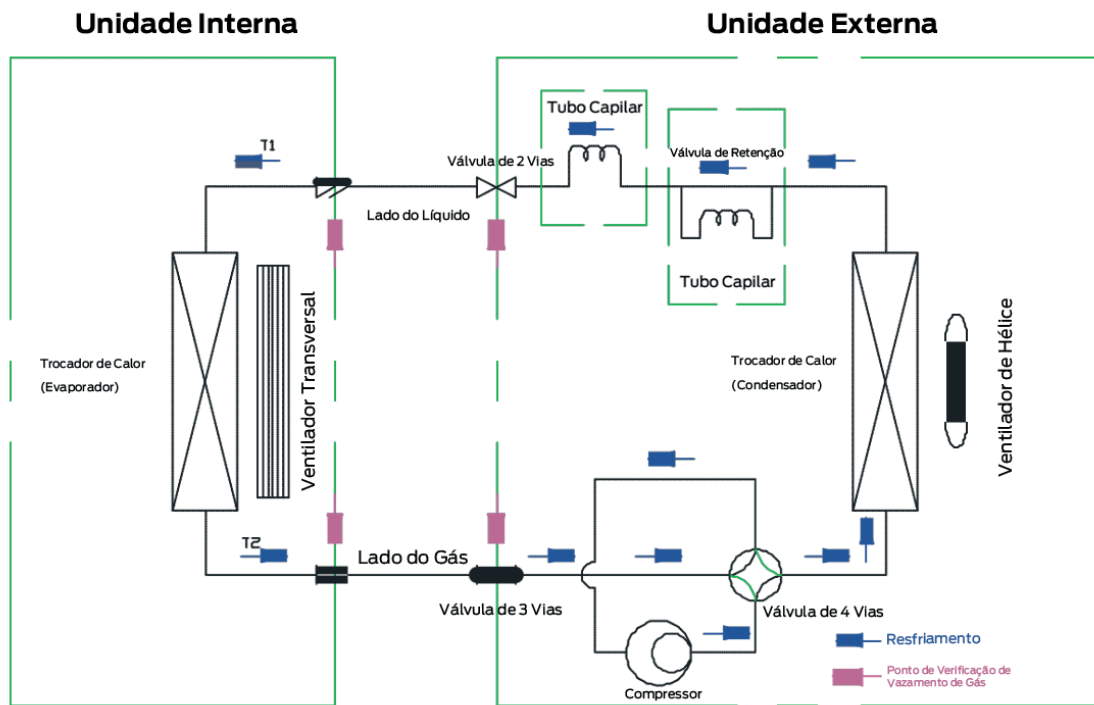 Unidade Interna
Unidade Externa
Tubo Capilar
T1
Válvula de 2 Vias
Válvula de Retenção
Lado do Líquido
Tubo Capilar
Trocador de Calor
(Evaporador)
Ventilador Transversal
Trocador de Calor
(Condensador)
Ventilador de Hélice
T2
Lado do Gás
Válvula de 3 Vias
Válvula de 4 Vias
Compressor
Resfriamento
Ponto de Verificação de
Vazamento de Gás